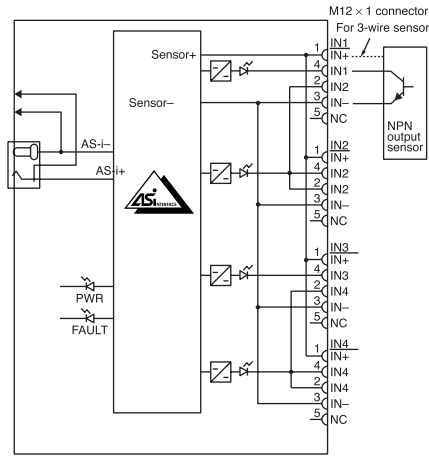 M12 × 1 connector
For 3-wire sensor
Sensor+
Sensor–
AS-i–
AS-i+
ASi
INTERFACE
PWR
FAULT
IN1
1 IN+
4 IN1
2 IN2
3 IN–
5 NC
NPN
output
sensor
IN2
1 IN+
4 IN2
2 IN2
3 IN–
5 NC
IN3
1 IN+
4 IN3
2 IN4
3 IN–
5 NC
IN4
1 IN+
4 IN4
2 IN4
3 IN–
5 NC